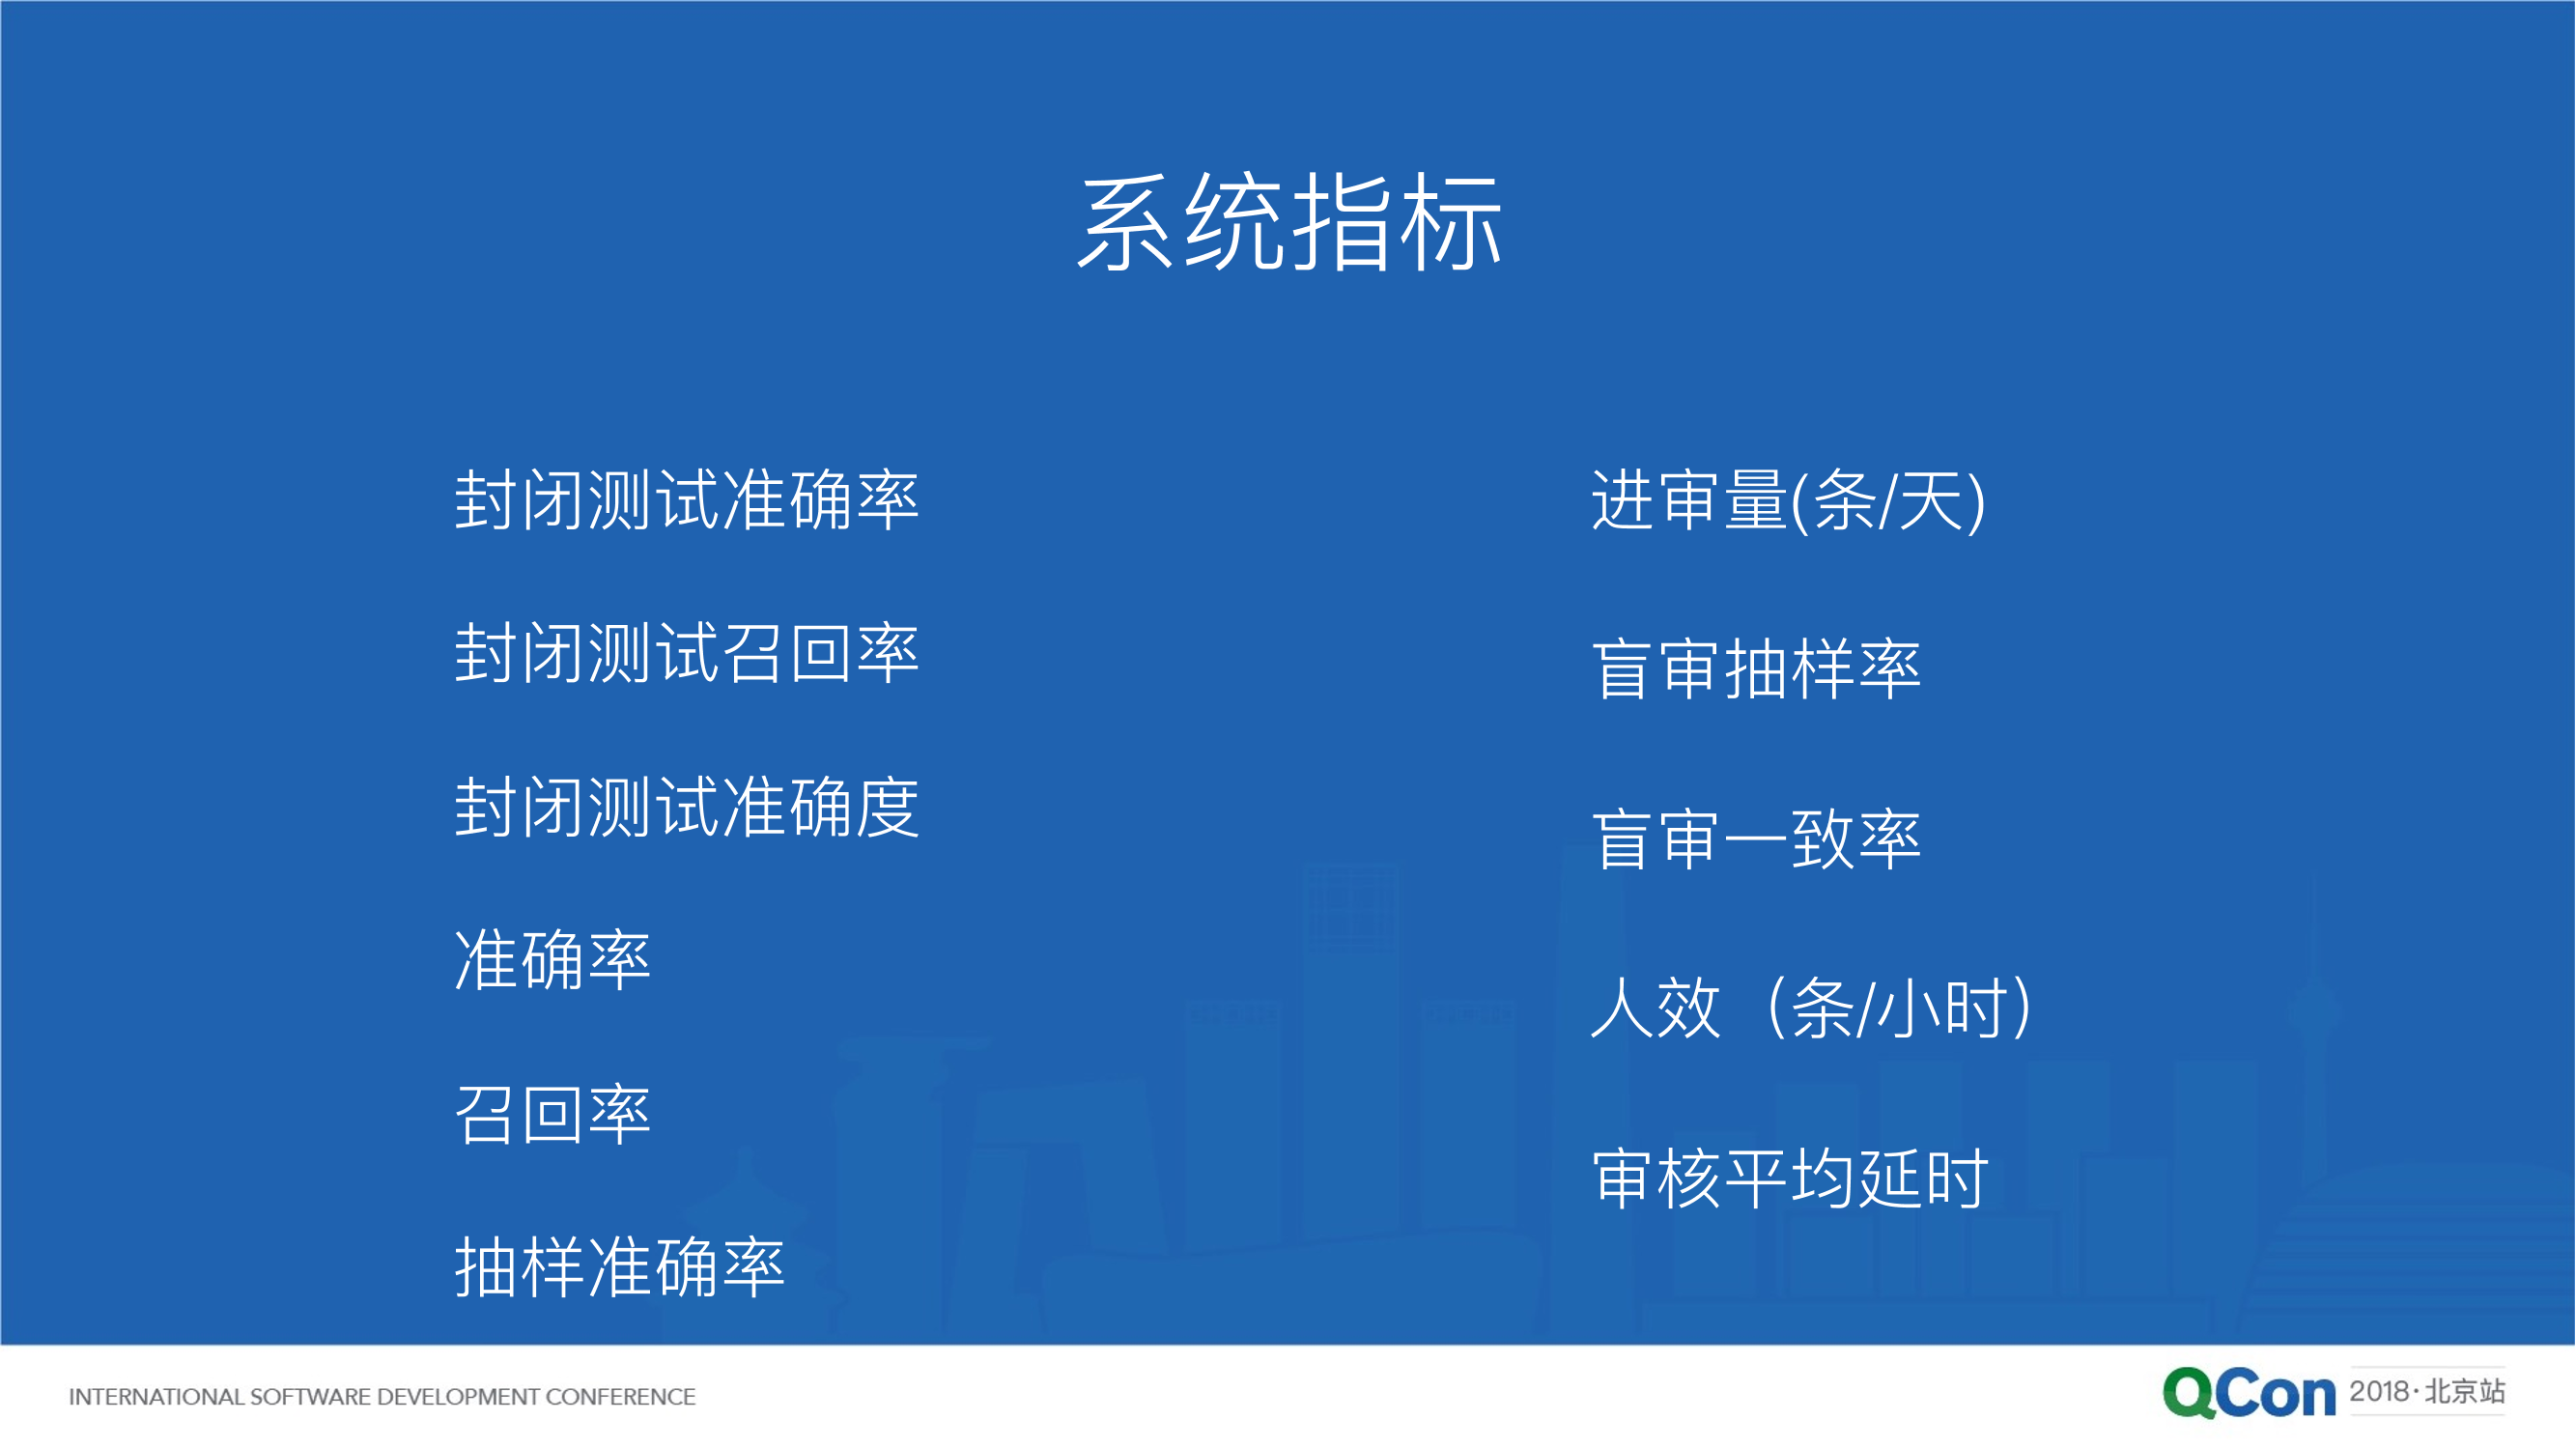 系统指标
封闭测试准确率
封闭测试召回率
封闭测试准确度
准确率
召回率
抽样准确率
进审量(条/天)
盲审抽样率
盲审一致率
人效（条/小时）
审核平均延时
INTERNATIONAL SOFTWARE DEVELOPMENT CONFERENCE
QCon 2018·北京站